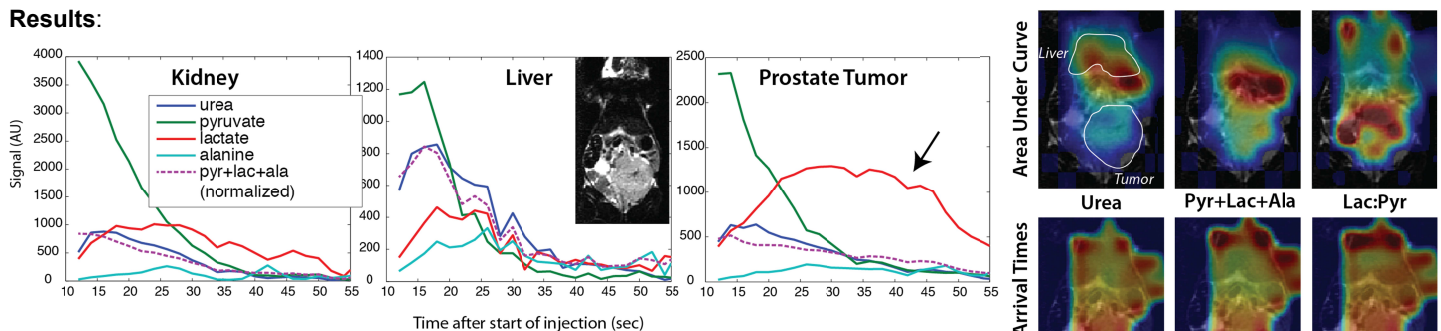 Results:
Kidney
Liver
Prostate Tumor
Signal (AU)
4000
3500
3000
2500
2000
1500
1000
500
0
10 15 20 25 30 35 40 45 50 55
urea
pyruvate
lactate
alanine
pyr+lac+ala
(normalized)
1400
1200
1000
800
600
400
200
0
10 15 20 25 30 35 40 45 50 55
2500
2000
1500
1000
500
0
10 15 20 25 30 35 40 45 50 55
Time after start of injection (sec)
Area Under Curve
Liver
Tumor
Urea
Pyr+Lac+Ala
Lac:Pyr
Arrival Times